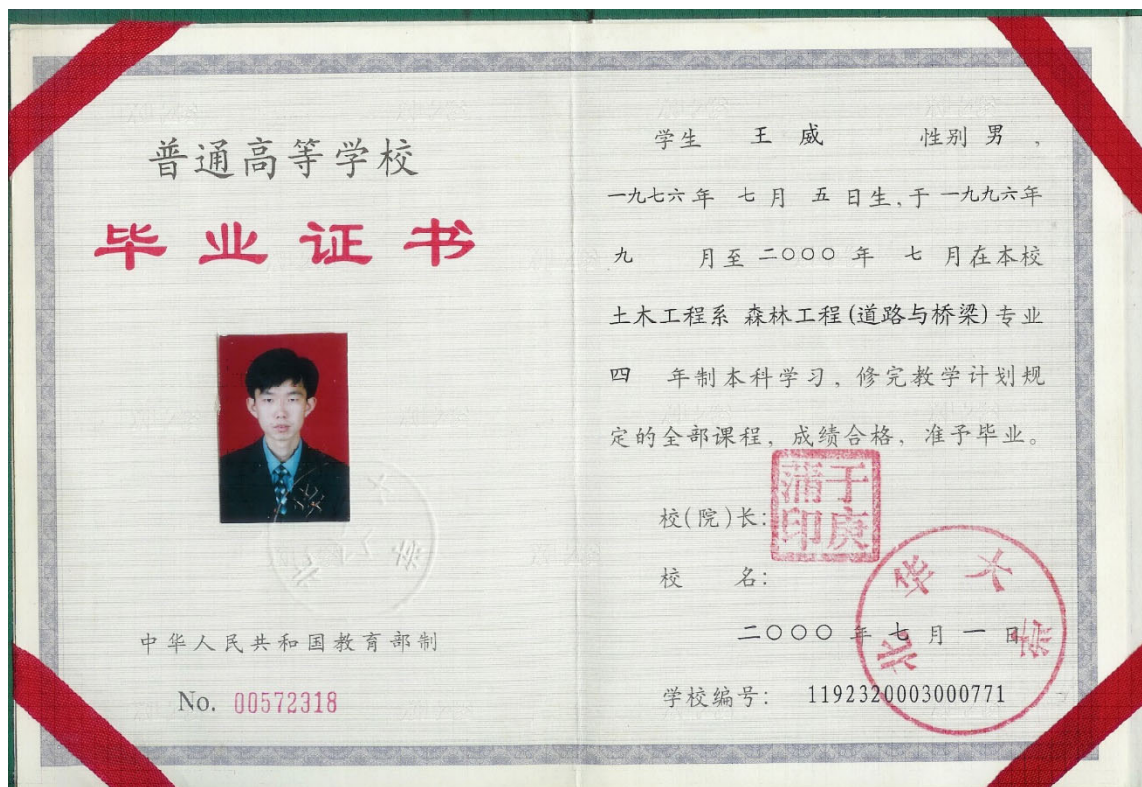 普通高等学校
毕业证书
中华人民共和国教育部制
No. 00572318
学生 王威 性别 男,
一九七六年 七月 五日生,于一九九六年
九 月至二〇〇〇年 七月在本校
土木工程系 森林工程(道路与桥梁)专业
四 年制本科学习,修完教学计划规
定的全部课程,成绩合格,准予毕业。
校(院)长:
于庚蒲印
校 名:
北华大学
二〇〇〇年七月一日
学校编号: 1192320003000771